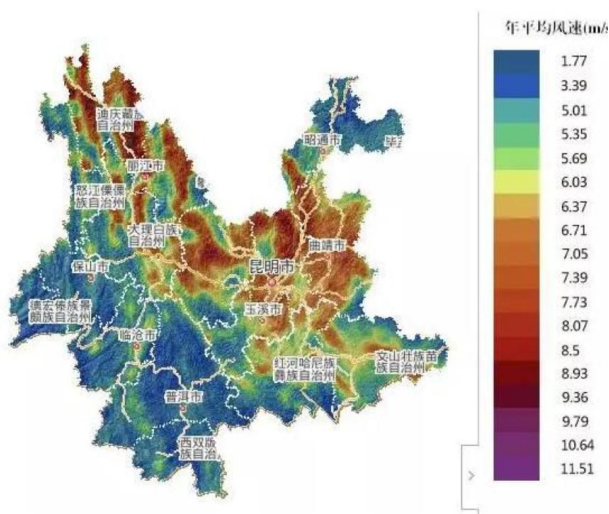 年平均风速(m/s
1.77
3.39
5.01
5.35
5.69
6.03
6.37
6.71
7.05
7.39
7.73
8.07
8.5
8.93
9.36
9.79
10.64
11.51
迪庆藏
自治州
昭通市
丽江市
怒江傈僳
族自治州
大理白族
自治州
曲靖市
保山市
昆明市
德宏傣族景
颇族自治州
玉溪市
临沧市
红河哈尼族
彝族自治州
文山壮族苗
族自治州
普洱市
西双版
族自治